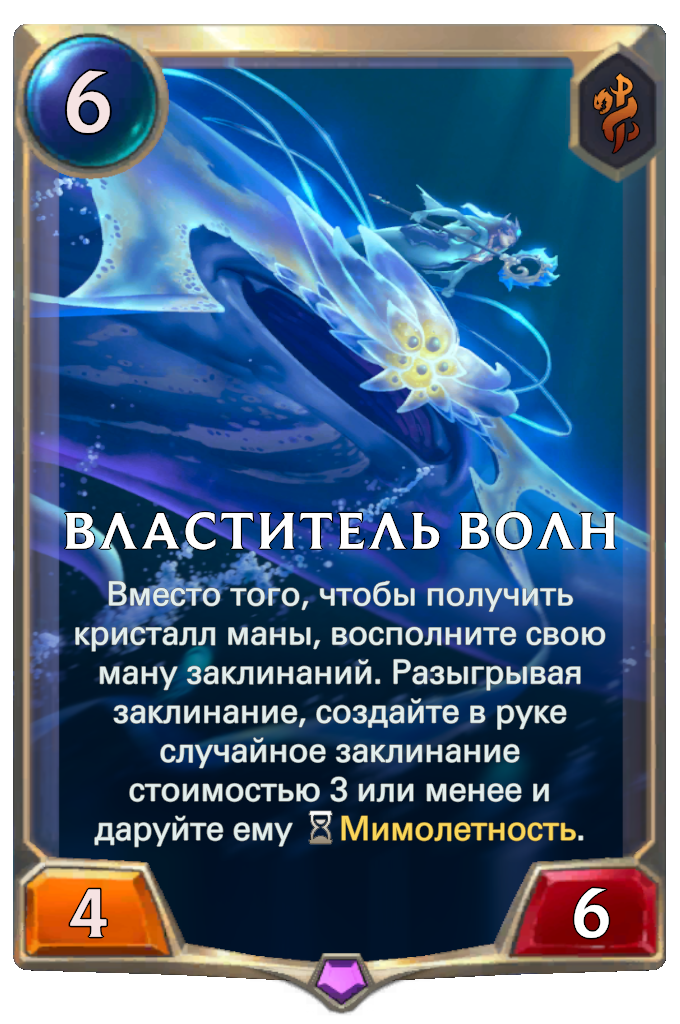 6
ВЛАСТИТЕЛЬ ВОЛН
Вместо того, чтобы получить
кристалл маны, восполните свою
ману заклинаний. Разыгрывая
заклинание, создайте в руке
случайное заклинание
стоимостью 3 или менее и
даруйте ему Мимолетность.
4
6